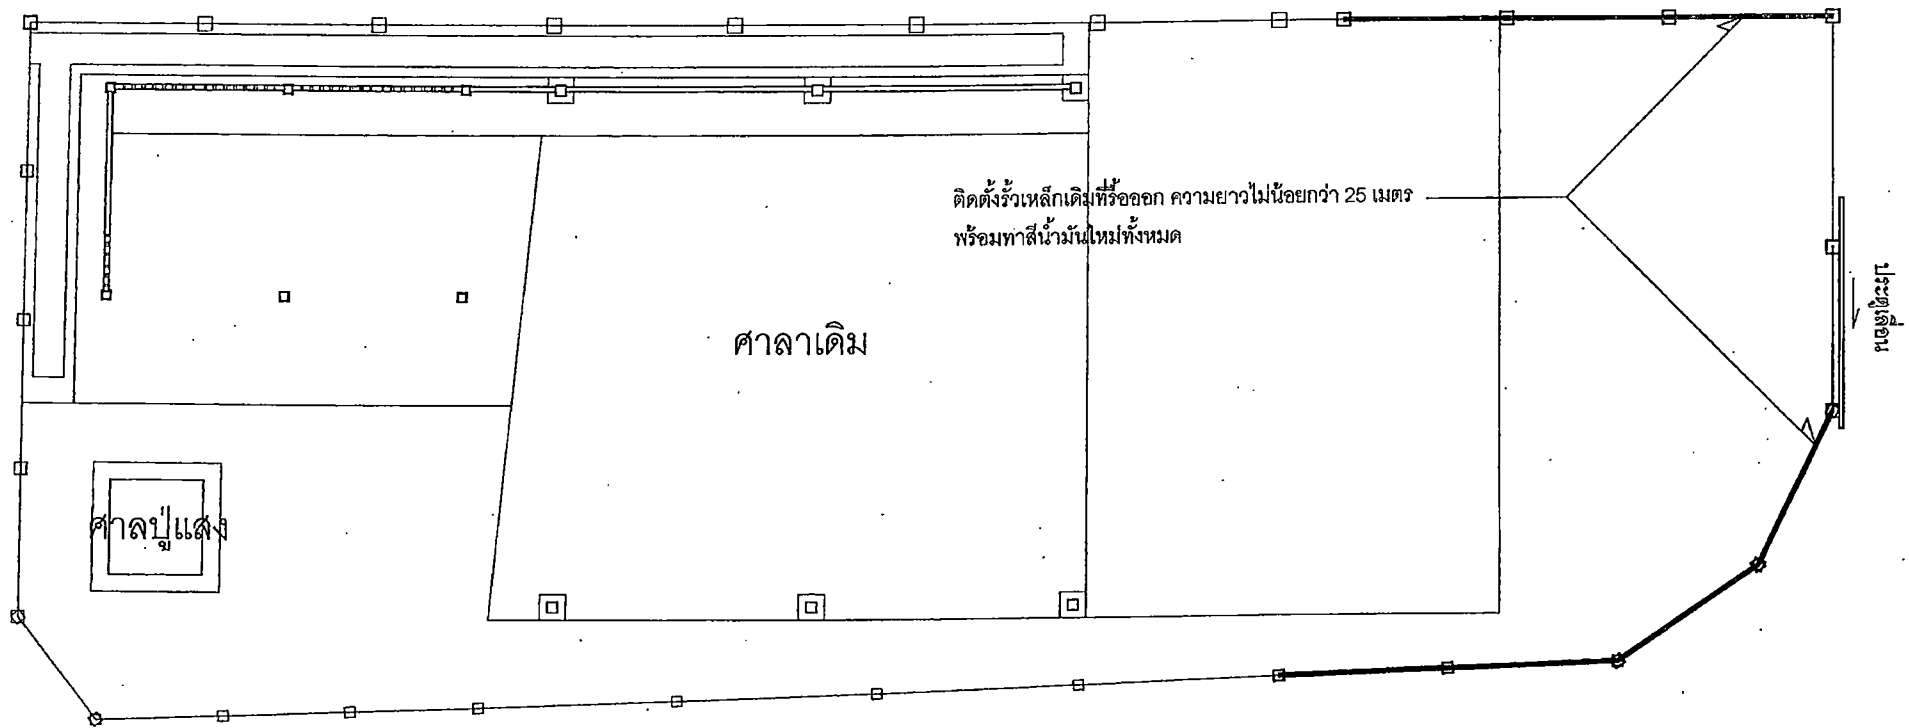 ติดตั้งรั้วเหล็กเดิมที่รื้อออก ความยาวไม่น้อยกว่า 25 เมตร
พร้อมทาสีน้ำมันใหม่ทั้งหมด
ประตูเลื่อน
ศาลาเดิม
ศาลปู่แสง